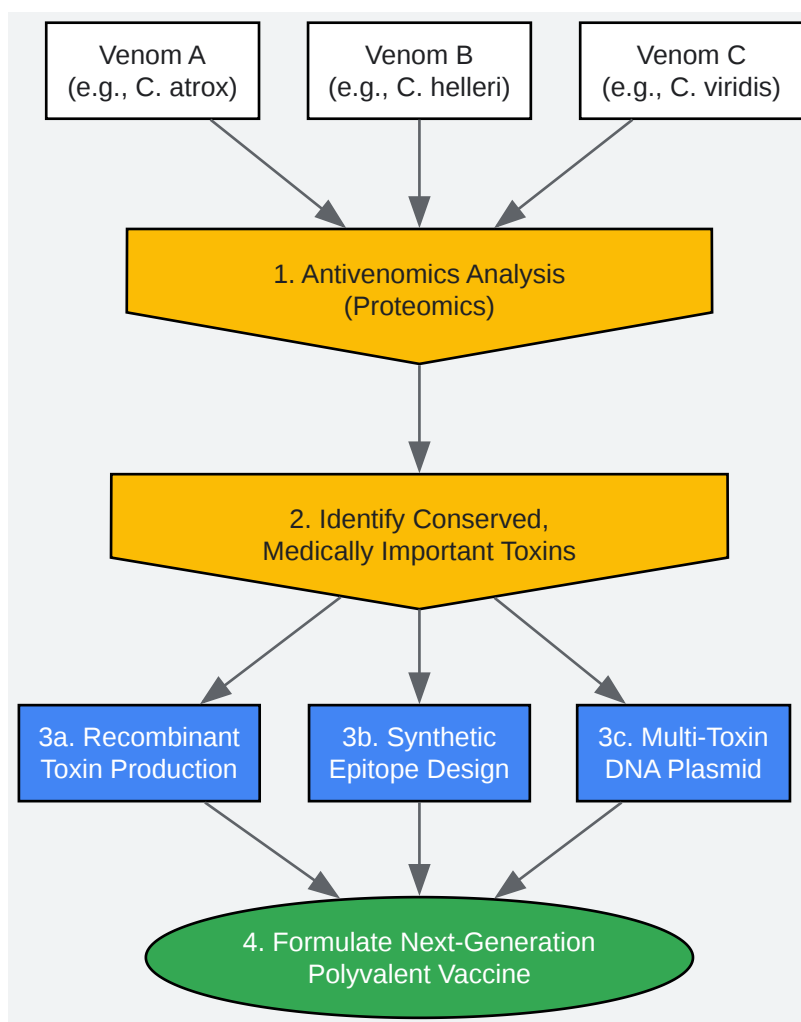 Venom A
(e.g., C. atrox)
Venom B
(e.g., C. helleri)
Venom C
(e.g., C. viridis)
1. Antivenomics Analysis
(Proteomics)
2. Identify Conserved,
Medically Important Toxins
3a. Recombinant
Toxin Production
3b. Synthetic
Epitope Design
3c. Multi-Toxin
DNA Plasmid
4. Formulate Next-Generation
Polyvalent Vaccine